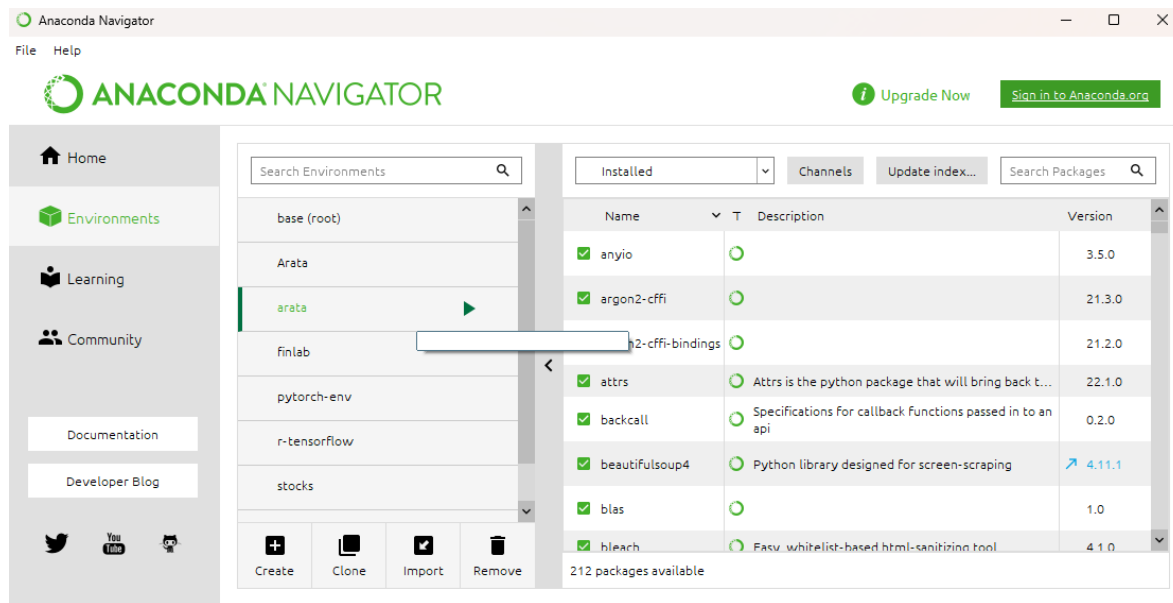 Anaconda Navigator
File Help
ANACONDA NAVIGATOR
i Upgrade Now
Sign in to Anaconda.org
Home
Environments
Learning
Community
Documentation
Developer Blog
You Tube
Search Environments
base (root)
Arata
arata
finlab
pytorch-env
r-tensorflow
stocks
Create Clone Import Remove
Installed Channels Update index... Search Packages
Name T Description Version
anyio 3.5.0
argon2-cffi 21.3.0
2-cffi-bindings 21.2.0
attrs Attrs is the python package that will bring back t... 22.1.0
backcall Specifications for callback functions passed in to an
api 0.2.0
beautifulsoup4 Python library designed for screen-scraping 4.11.1
blas 1.0
bleach Easy, whitelist-based html-sanitizing tool 4.1.0
212 packages available